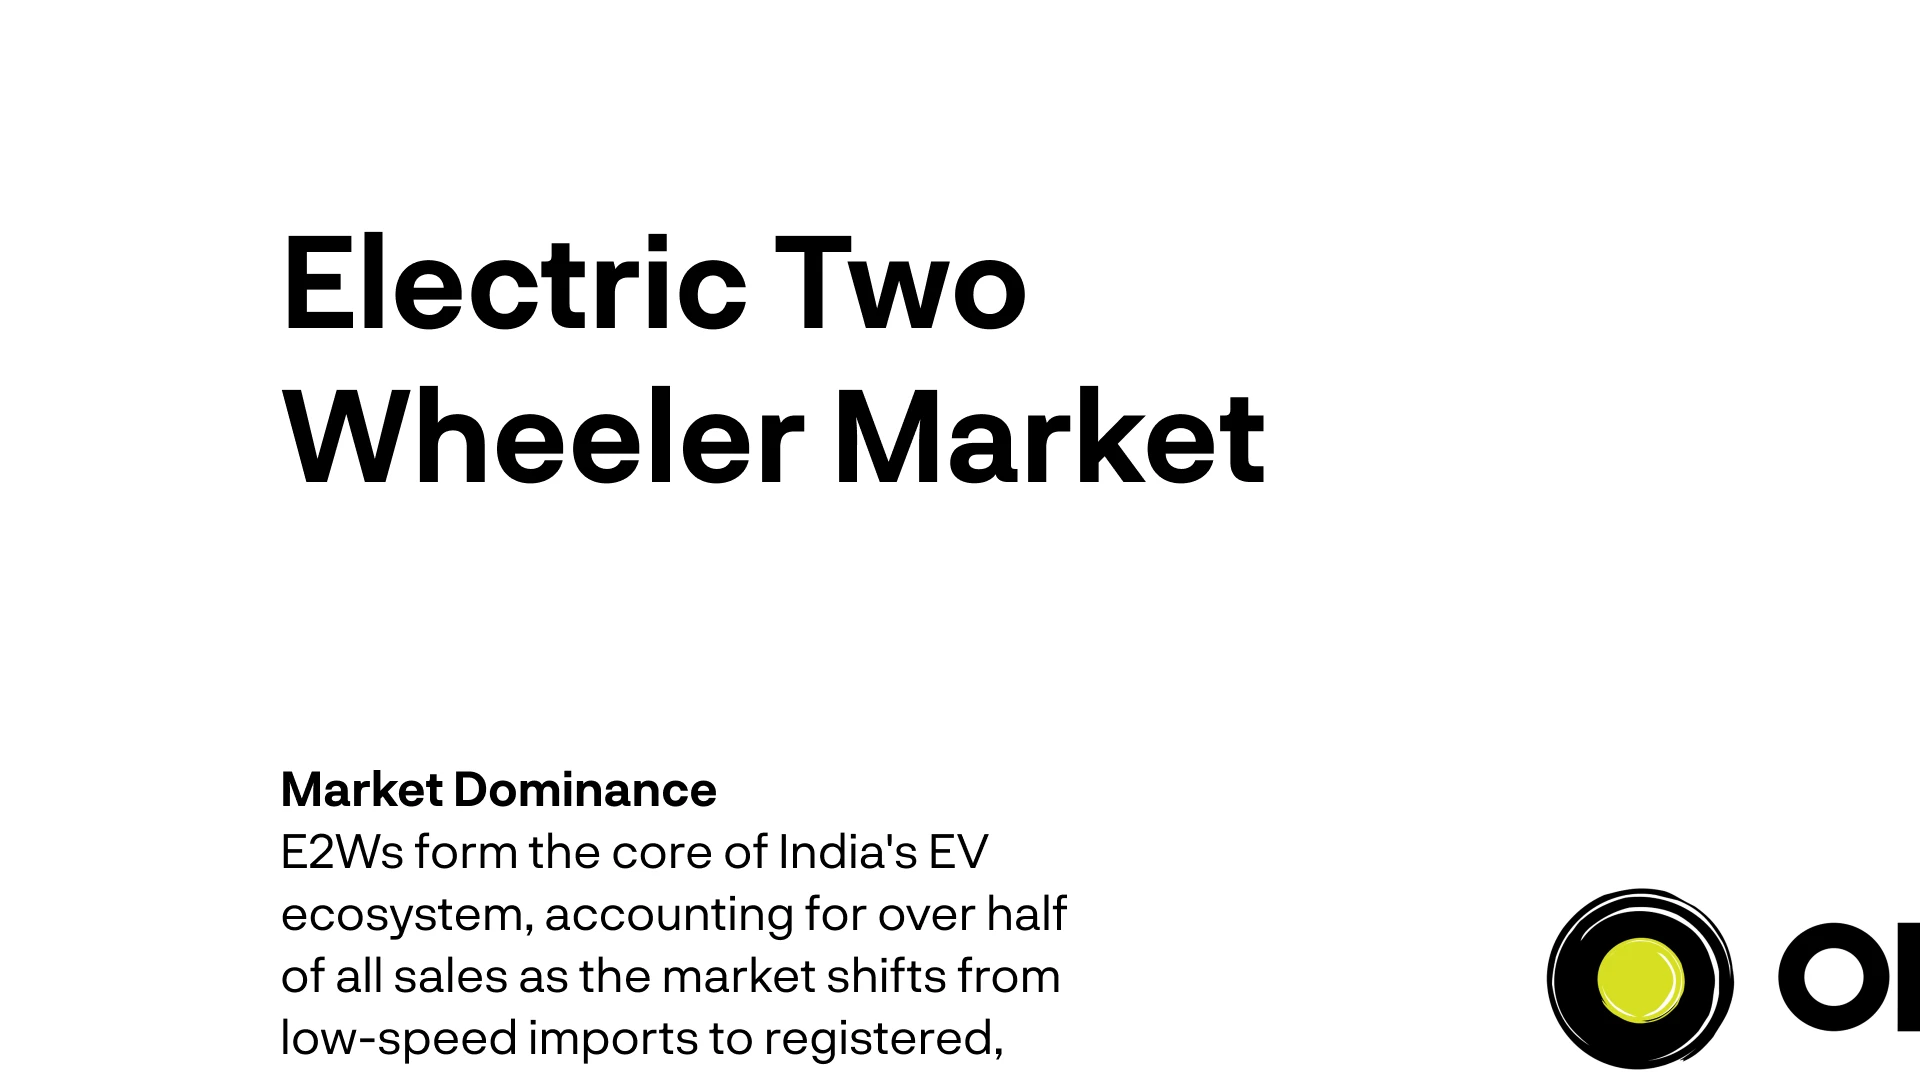 Electric Two
Wheeler Market
Market Dominance
E2Ws form the core of India's EV
ecosystem, accounting for over half
of all sales as the market shifts from
low-speed imports to registered,